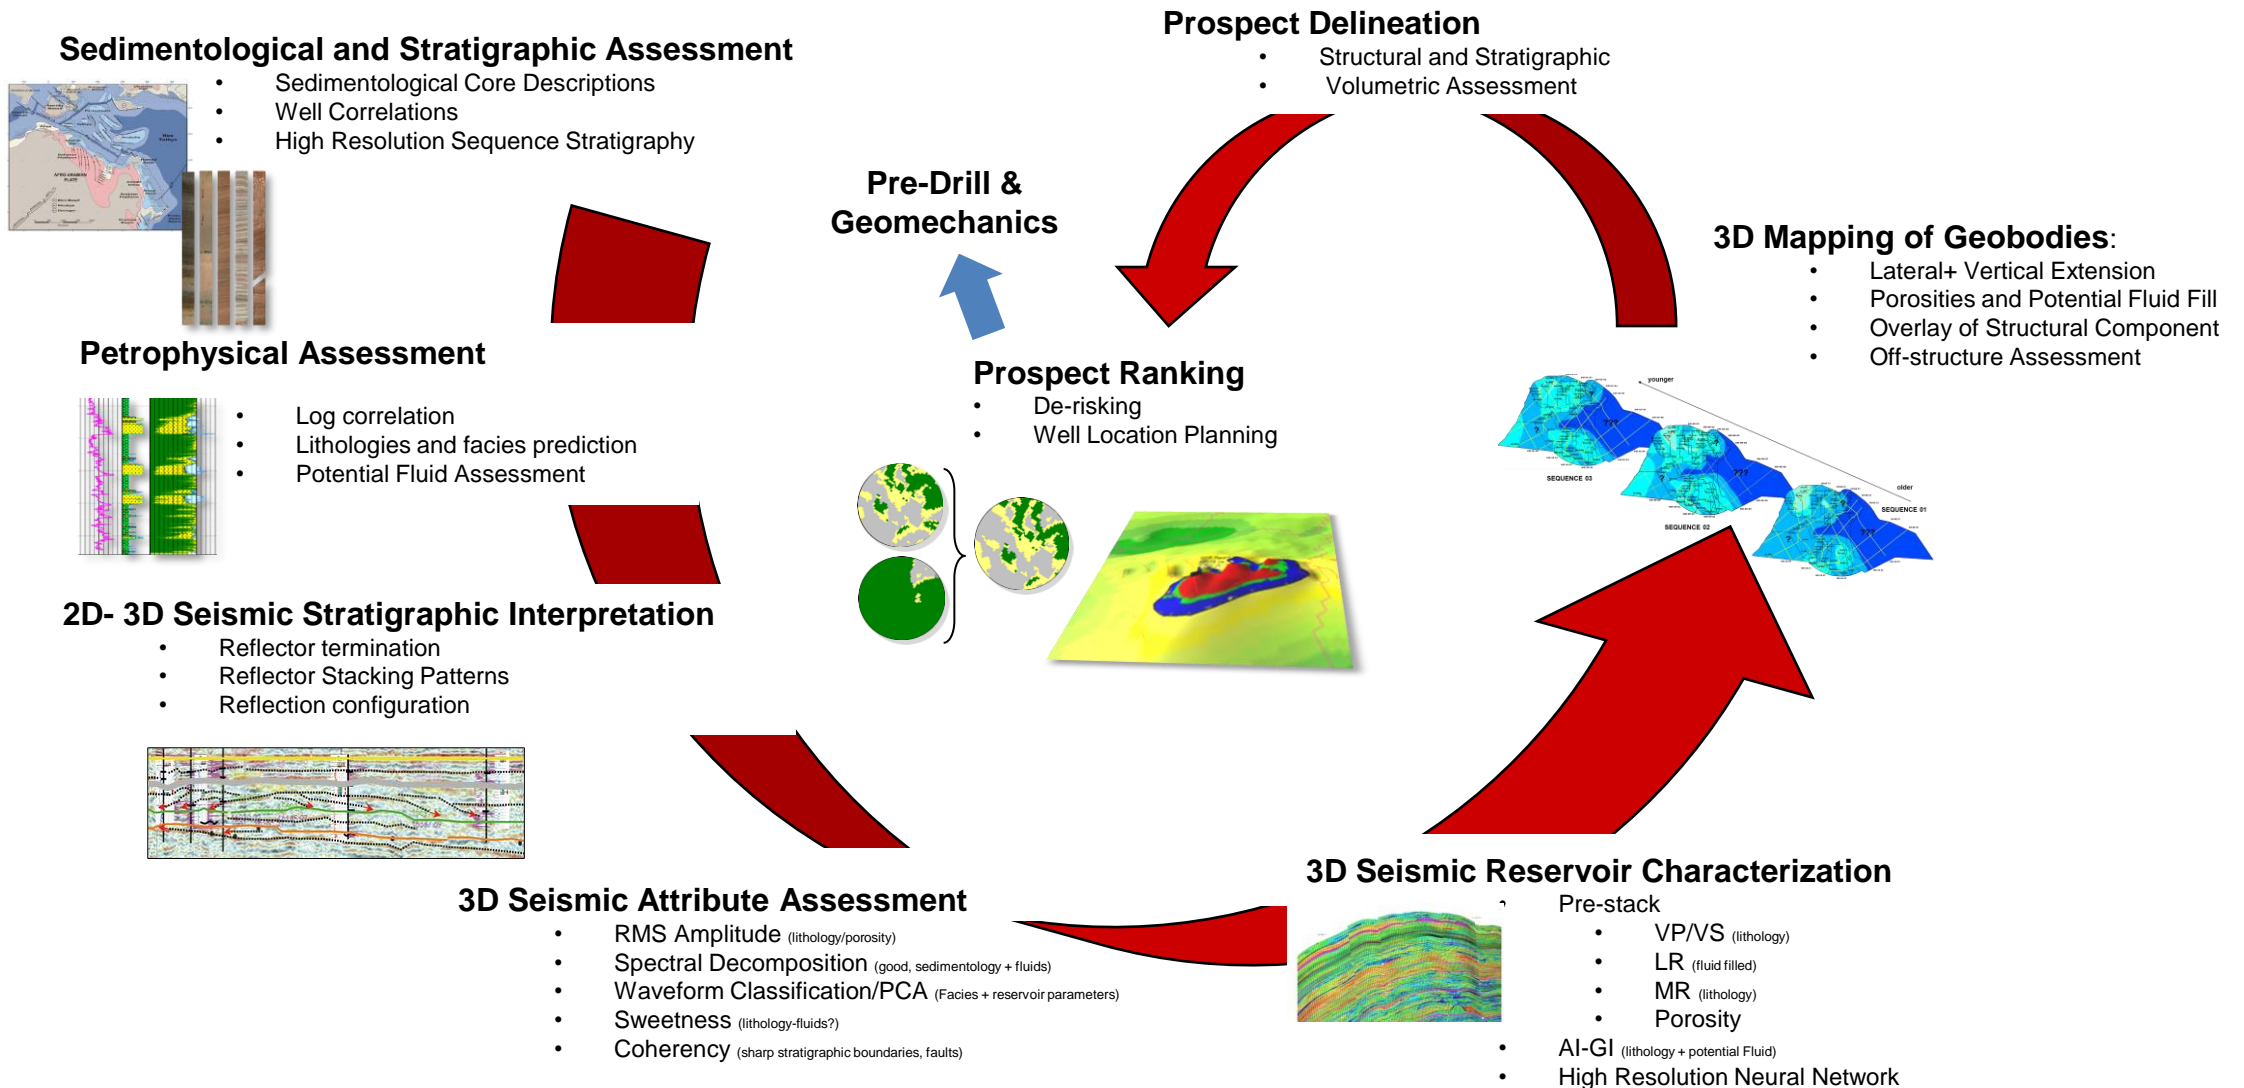 Prospect Delineation
• Structural and Stratigraphic
• Volumetric Assessment
Sedimentological and Stratigraphic Assessment
• Sedimentological Core Descriptions
• Well Correlations
• High Resolution Sequence Stratigraphy
Pre-Drill &
Geomechanics
3D Mapping of Geobodies:
• Lateral+ Vertical Extension
• Porosities and Potential Fluid Fill
• Overlay of Structural Component
• Off-structure Assessment
younger
???
?
SEQUENCE 03
???
?
SEQUENCE 02
older
SEQUENCE 01
???
?
Petrophysical Assessment
• Log correlation
• Lithologies and facies prediction
• Potential Fluid Assessment
Prospect Ranking
• De-risking
• Well Location Planning
2D- 3D Seismic Stratigraphic Interpretation
• Reflector termination
• Reflector Stacking Patterns
• Reflection configuration
3D Seismic Attribute Assessment
• RMS Amplitude (lithology/porosity)
• Spectral Decomposition (good, sedimentology + fluids)
• Waveform Classification/PCA (Facies + reservoir parameters)
• Sweetness (lithology-fluids?)
• Coherency (sharp stratigraphic boundaries, faults)
3D Seismic Reservoir Characterization
• Pre-stack
• VP/VS (lithology)
• LR (fluid filled)
• MR (lithology)
• Porosity
• AI-GI (lithology + potential Fluid)
• High Resolution Neural Network